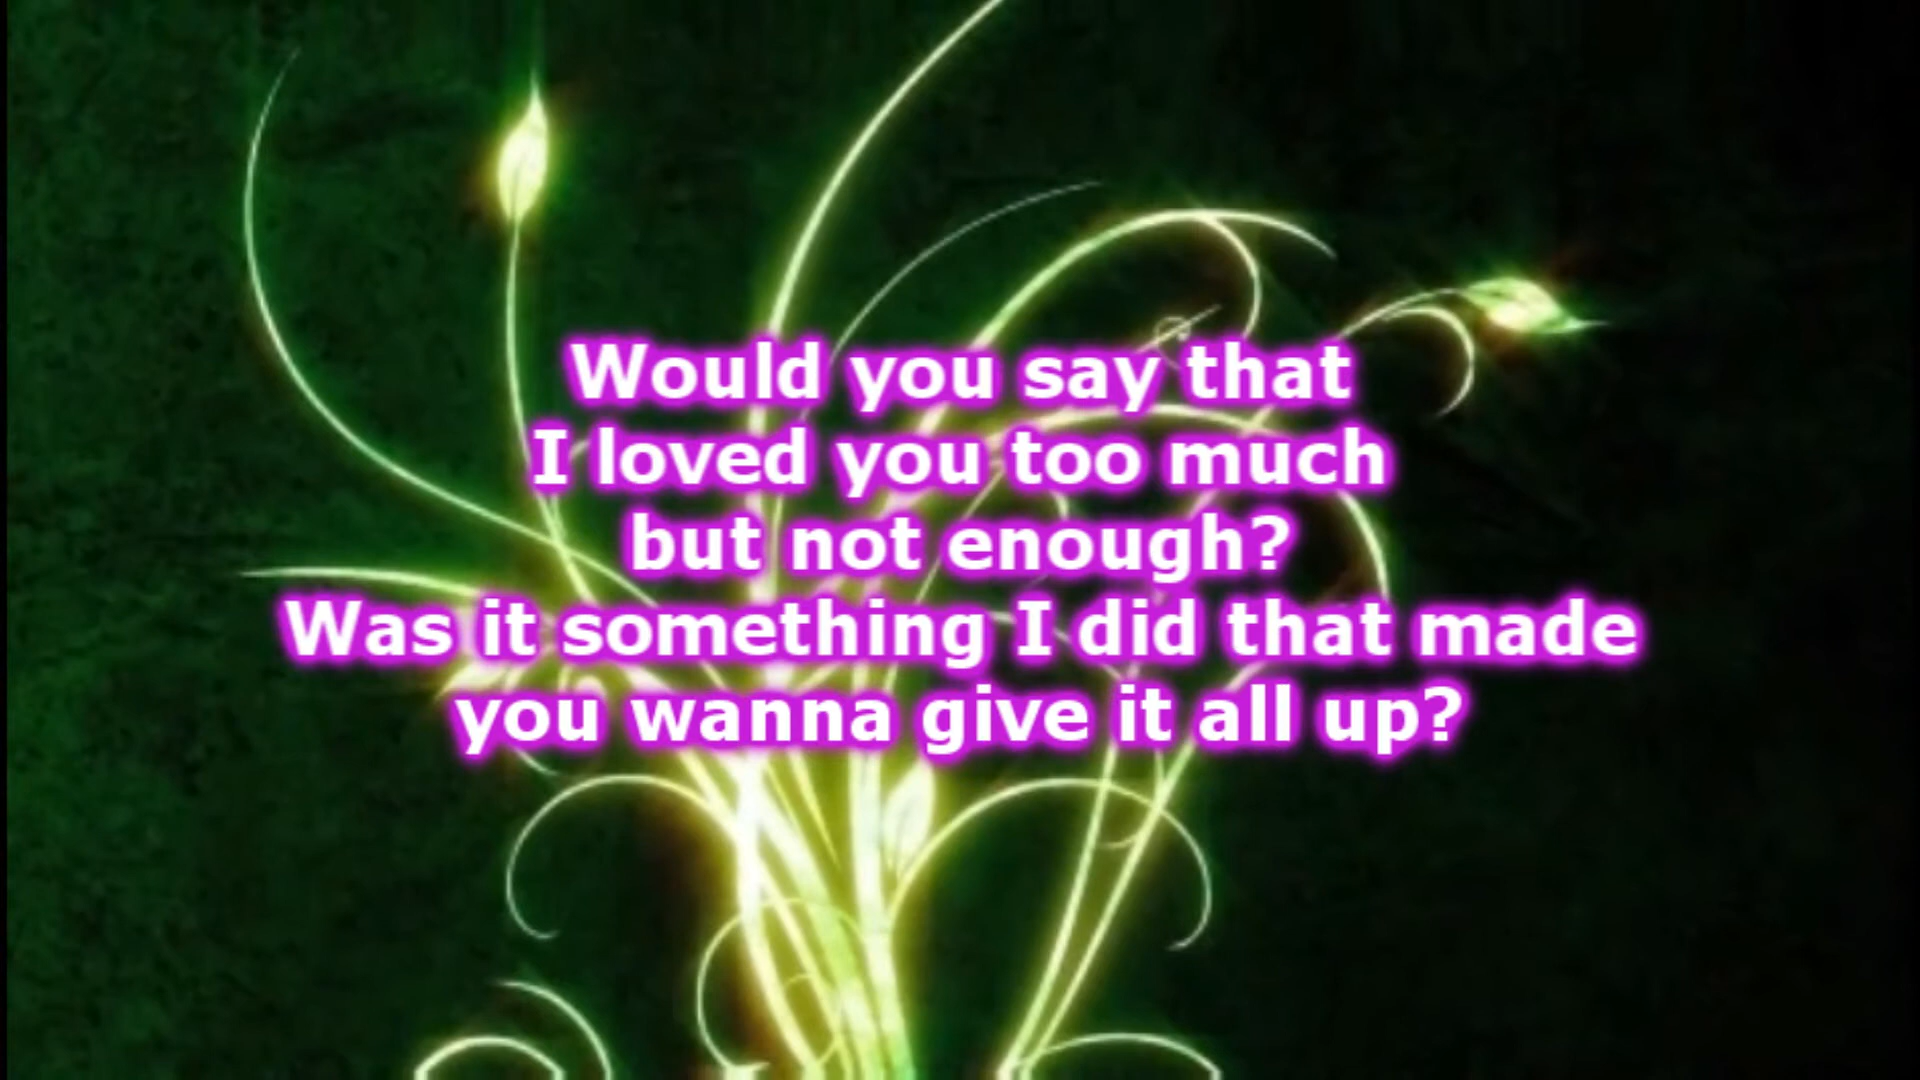 Would you say that
I loved you too much
but not enough?
Was it something I did that made
you wanna give it all up?